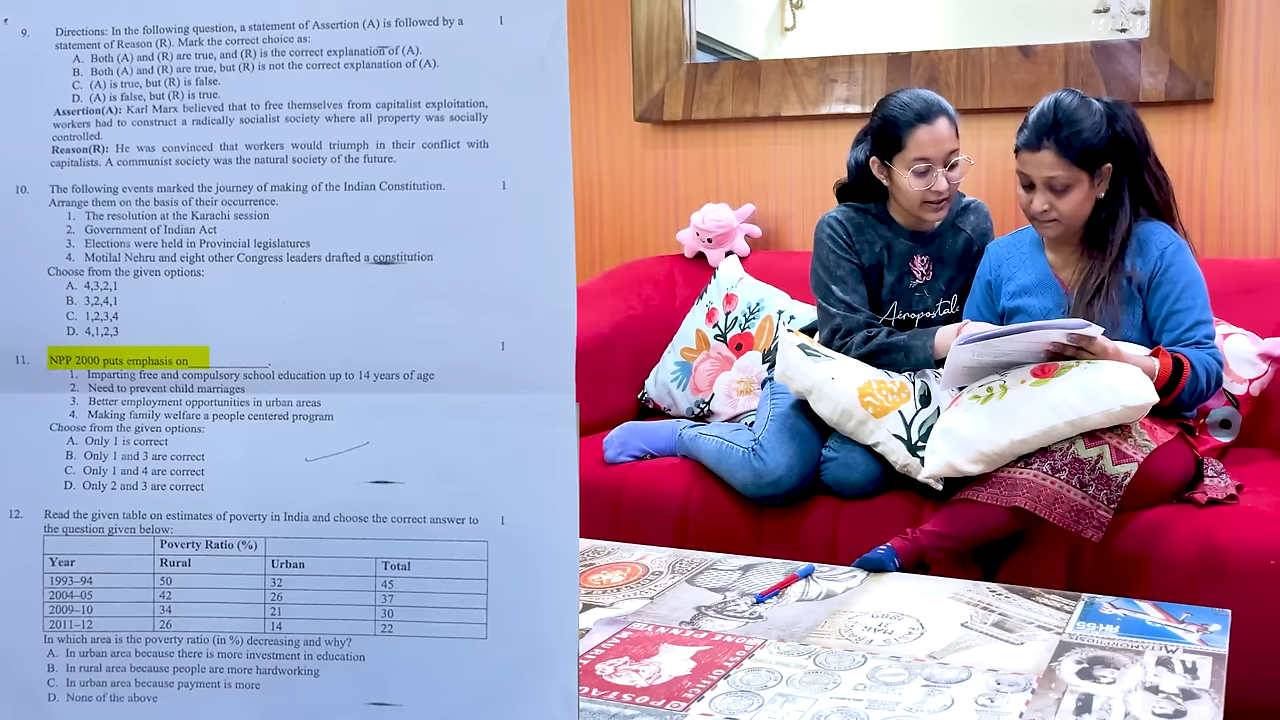 9. Directions: In the following question, a statement of Assertion (A) is followed by a 1
statement of Reason (R). Mark the correct choice as:
A. Both (A) and (R) are true, and (R) is the correct explanation of (A).
B. Both (A) and (R) are true, but (R) is not the correct explanation of (A).
C. (A) is true, but (R) is false.
D. (A) is false, but (R) is true.
Assertion(A): Karl Marx believed that to free themselves from capitalist exploitation,
workers had to construct a radically socialist society where all property was socially
controlled.
Reason(R): He was convinced that workers would triumph in their conflict with
capitalists. A communist society was the natural society of the future.
10. The following events marked the journey of making of the Indian Constitution. 1
Arrange them on the basis of their occurrence.
1. The resolution at the Karachi session
2. Government of Indian Act
3. Elections were held in Provincial legislatures
4. Motilal Nehru and eight other Congress leaders drafted a constitution
Choose from the given options:
A. 4,3,2,1
B. 3,2,4,1
C. 1,2,3,4
D. 4,1,2,3
11. NPP 2000 puts emphasis on__________. 1
1. Imparting free and compulsory school education up to 14 years of age
2. Need to prevent child marriages
3. Better employment opportunities in urban areas
4. Making family welfare a people centered program
Choose from the given options:
A. Only 1 is correct
B. Only 1 and 3 are correct
C. Only 1 and 4 are correct
D. Only 2 and 3 are correct
12. Read the given table on estimates of poverty in India and choose the correct answer to 1
the question given below:
Poverty Ratio (%)
Year Rural Urban Total
1993–94 50 32 45
2004–05 42 26 37
2009–10 34 21 30
2011–12 26 14 22
In which area is the poverty ratio (in %) decreasing and why?
A. In urban area because there is more investment in education
B. In rural area because people are more hardworking
C. In urban area because payment is more
D. None of the above
Aéropostale
ONE PENNY
POST OFFICE
MAURITI
POSTAG
METAMORPHOSIS
MAR
1989